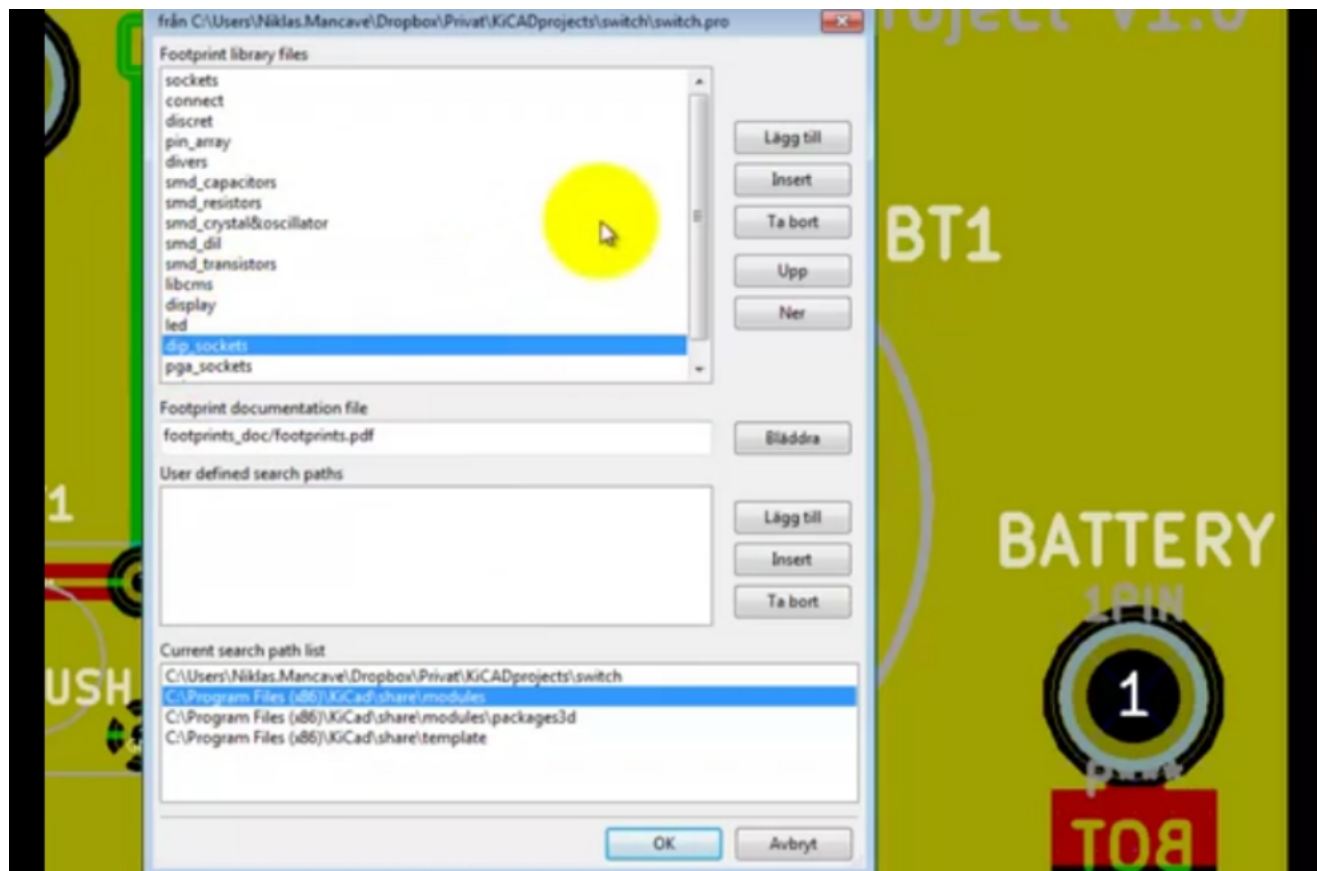 från C:\Users\Niklas.Mancave\Dropbox\Privat\KiCADprojects\switch\switch.pro
roject V1.0
Footprint library files
sockets
connect
discret
pin_array
divers
smd_capacitors
smd_resistors
smd_crystal&oscillator
smd_dil
smd_transistors
libcms
display
led
dip_sockets
pga_sockets
Lägg till
Insert
Ta bort
Upp
Ner
BT1
Footprint documentation file
footprints_doc/footprints.pdf
Bläddra
User defined search paths
Lägg till
Insert
Ta bort
1
BATTERY
1PIN
1
USH
Current search path list
C:\Users\Niklas.Mancave\Dropbox\Privat\KiCADprojects\switch
C:\Program Files (x86)\KiCad\share\modules
C:\Program Files (x86)\KiCad\share\modules\packages3d
C:\Program Files (x86)\KiCad\share\template
P***
BOT
OK
Avbryt